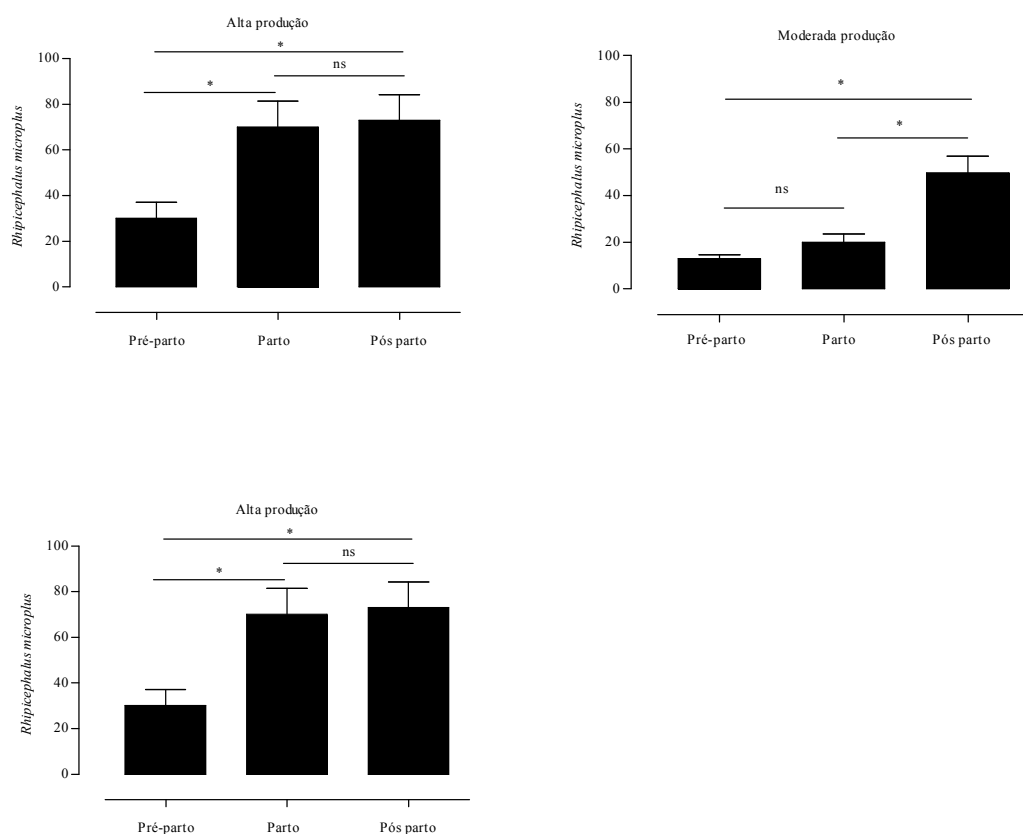 Alta produção
*
ns
*
100
80
60
40
20
0
Rhipicephalus microplus
Pré-parto Parto Pós parto
Moderada produção
*
*
ns
100
80
60
40
20
0
Rhipicephalus microplus
Pré-parto Parto Pós parto
Alta produção
*
ns
*
100
80
60
40
20
0
Rhipicephalus microplus
Pré-parto Parto Pós parto